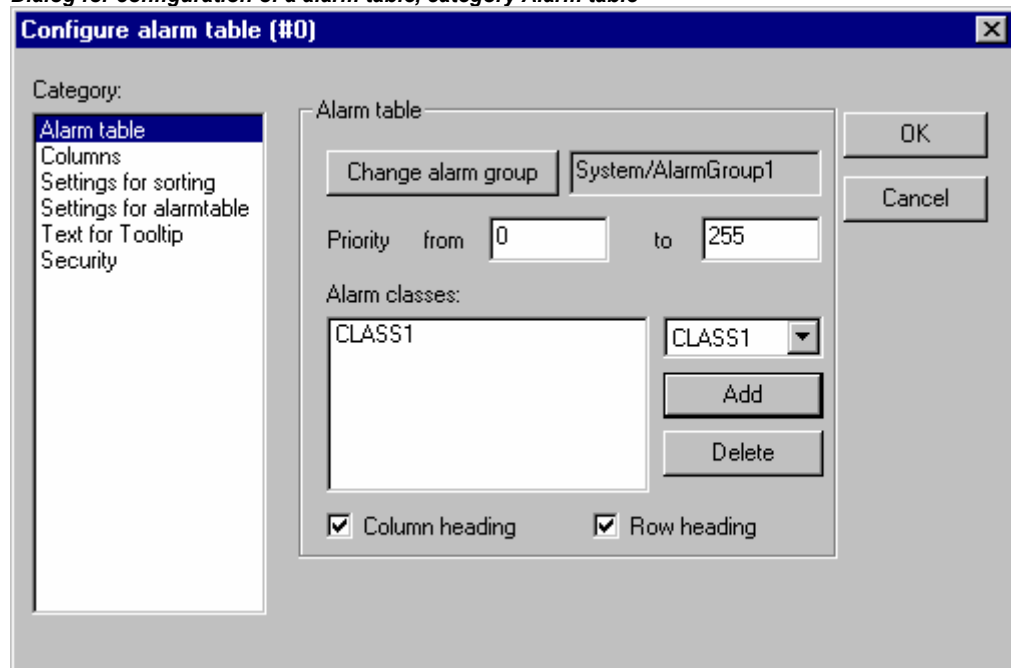 Dialog for configuration of a alarm table, category Alarm table
Configure alarm table (#0)
Category:
Alarm table
Columns
Settings for sorting
Settings for alarmtable
Text for Tooltip
Security
Alarm table
Change alarm group System/AlarmGroup1
Priority from 0 to 255
Alarm classes:
CLASS1
CLASS1
Add
Delete
Column heading Row heading
OK
Cancel